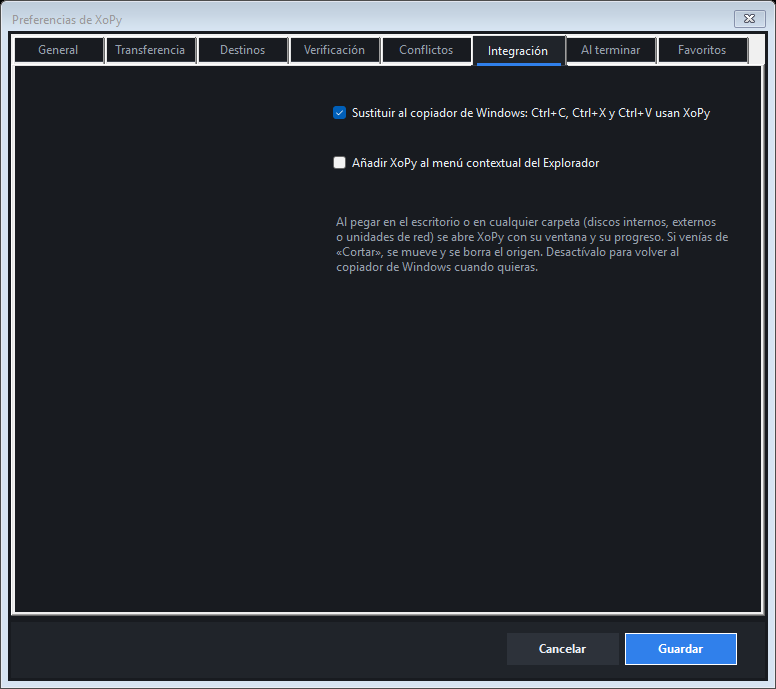 Preferencias de XoPy
General
Transferencia
Destinos
Verificación
Conflictos
Integración
Al terminar
Favoritos
Sustituir al copiador de Windows: Ctrl+C, Ctrl+X y Ctrl+V usan XoPy
Añadir XoPy al menú contextual del Explorador
Al pegar en el escritorio o en cualquier carpeta (discos internos, externos
o unidades de red) se abre XoPy con su ventana y su progreso. Si venías de
«Cortar», se mueve y se borra el origen. Desactívalo para volver al
copiador de Windows cuando quieras.
Cancelar
Guardar